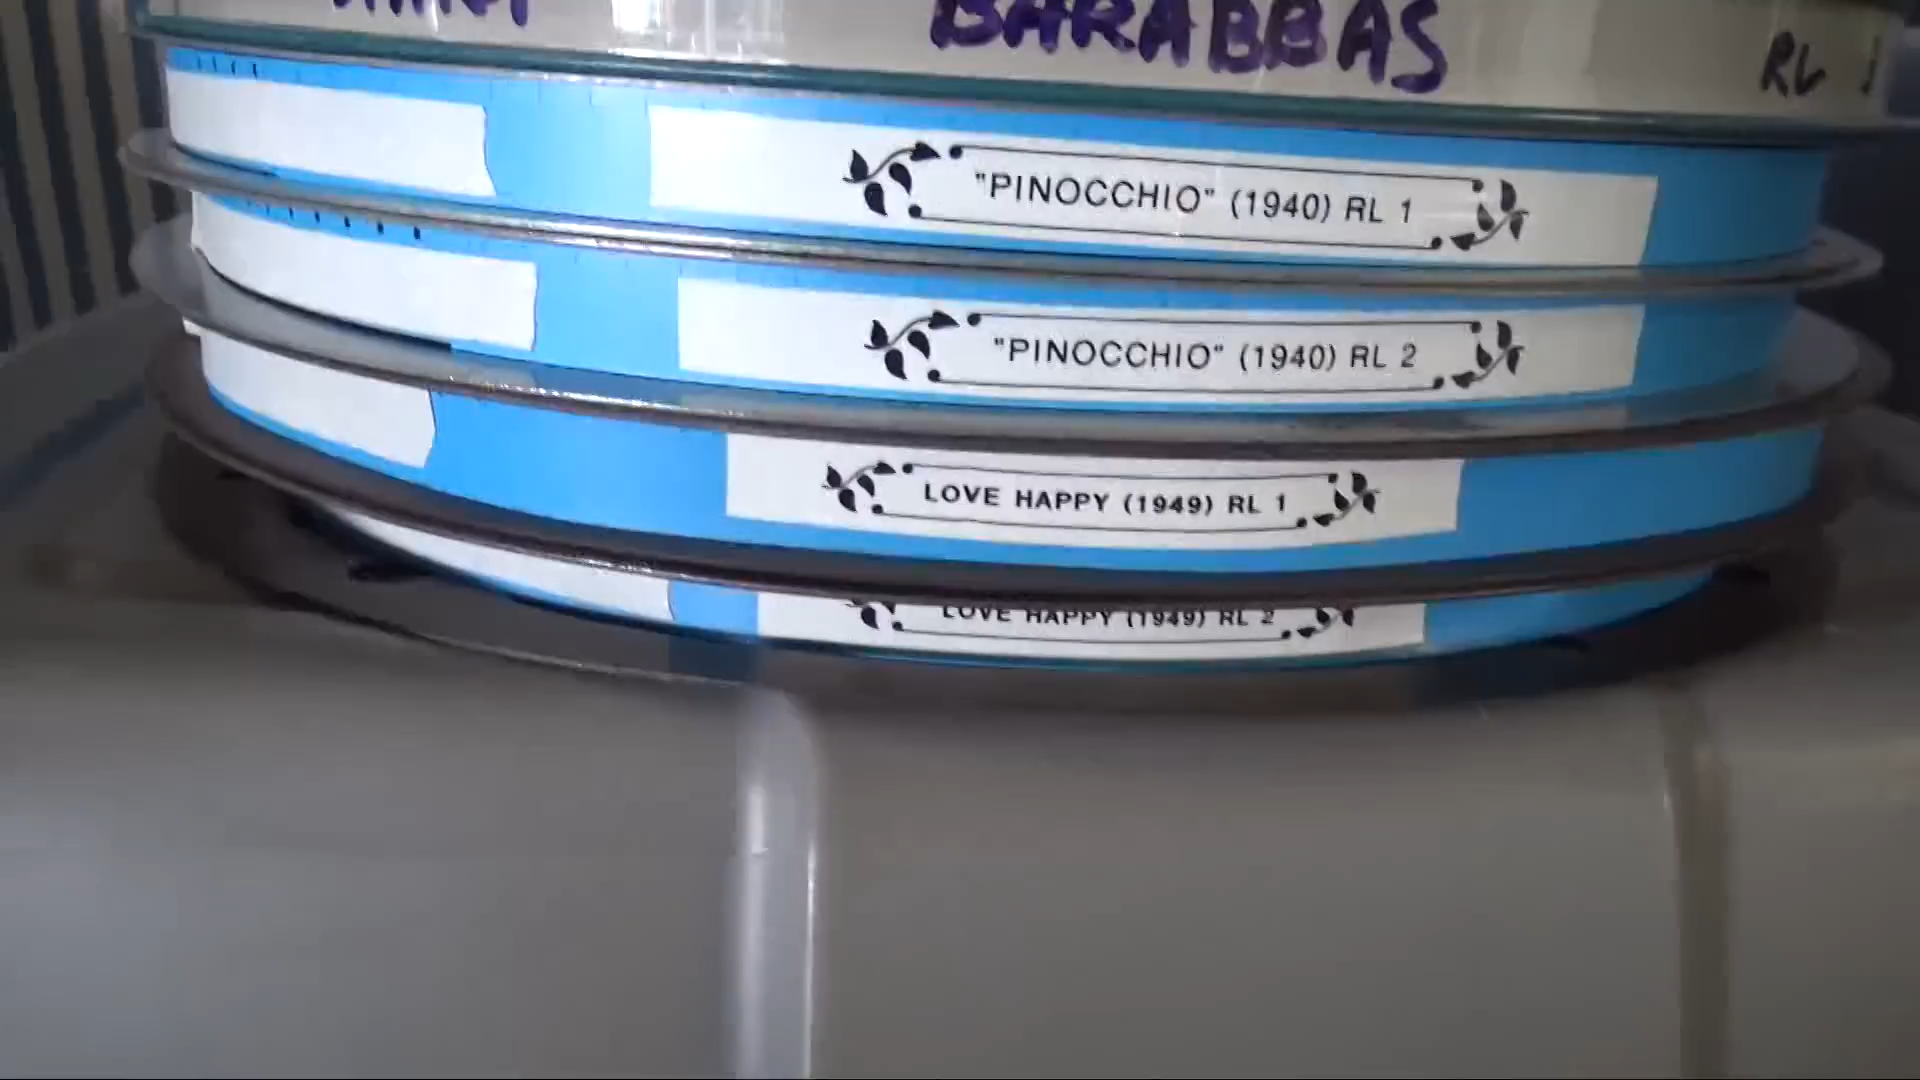 BARABBAS RL
"PINOCCHIO" (1940) RL 1
"PINOCCHIO" (1940) RL 2
LOVE HAPPY (1949) RL 1
LOVE HAPPY (1949) RL 2